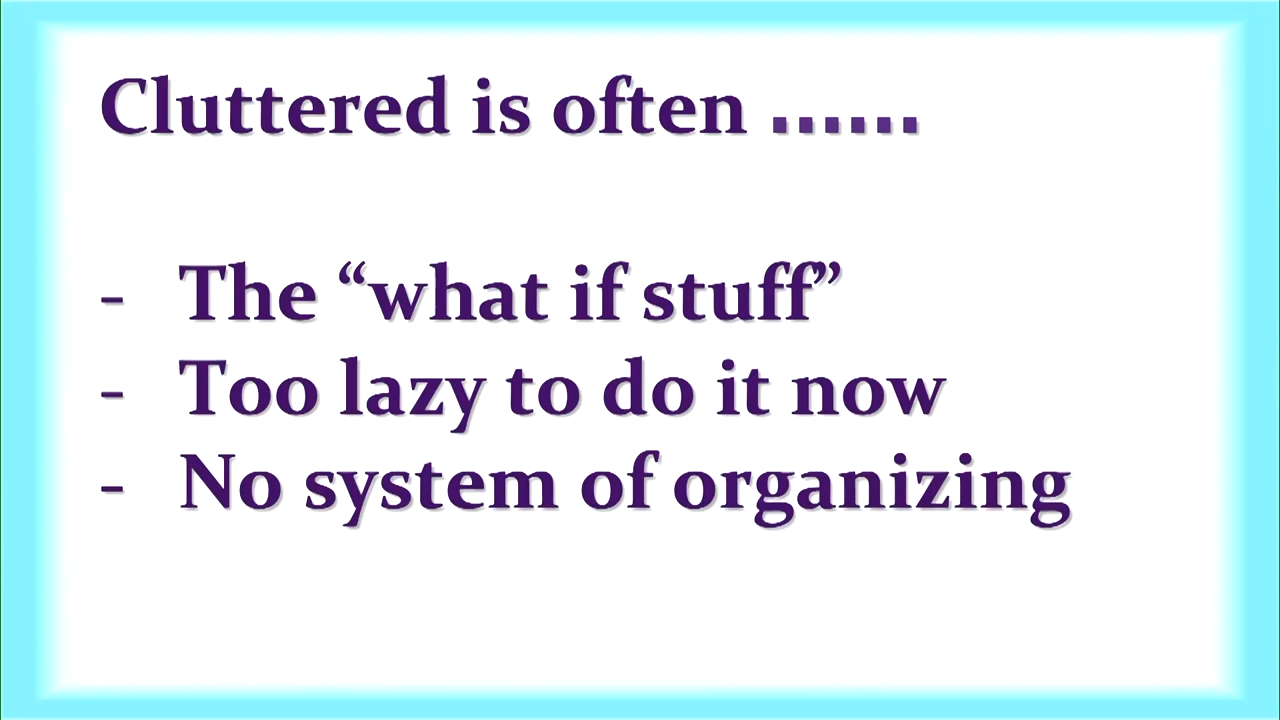 Cluttered is often ......
- The “what if stuff”
- Too lazy to do it now
- No system of organizing